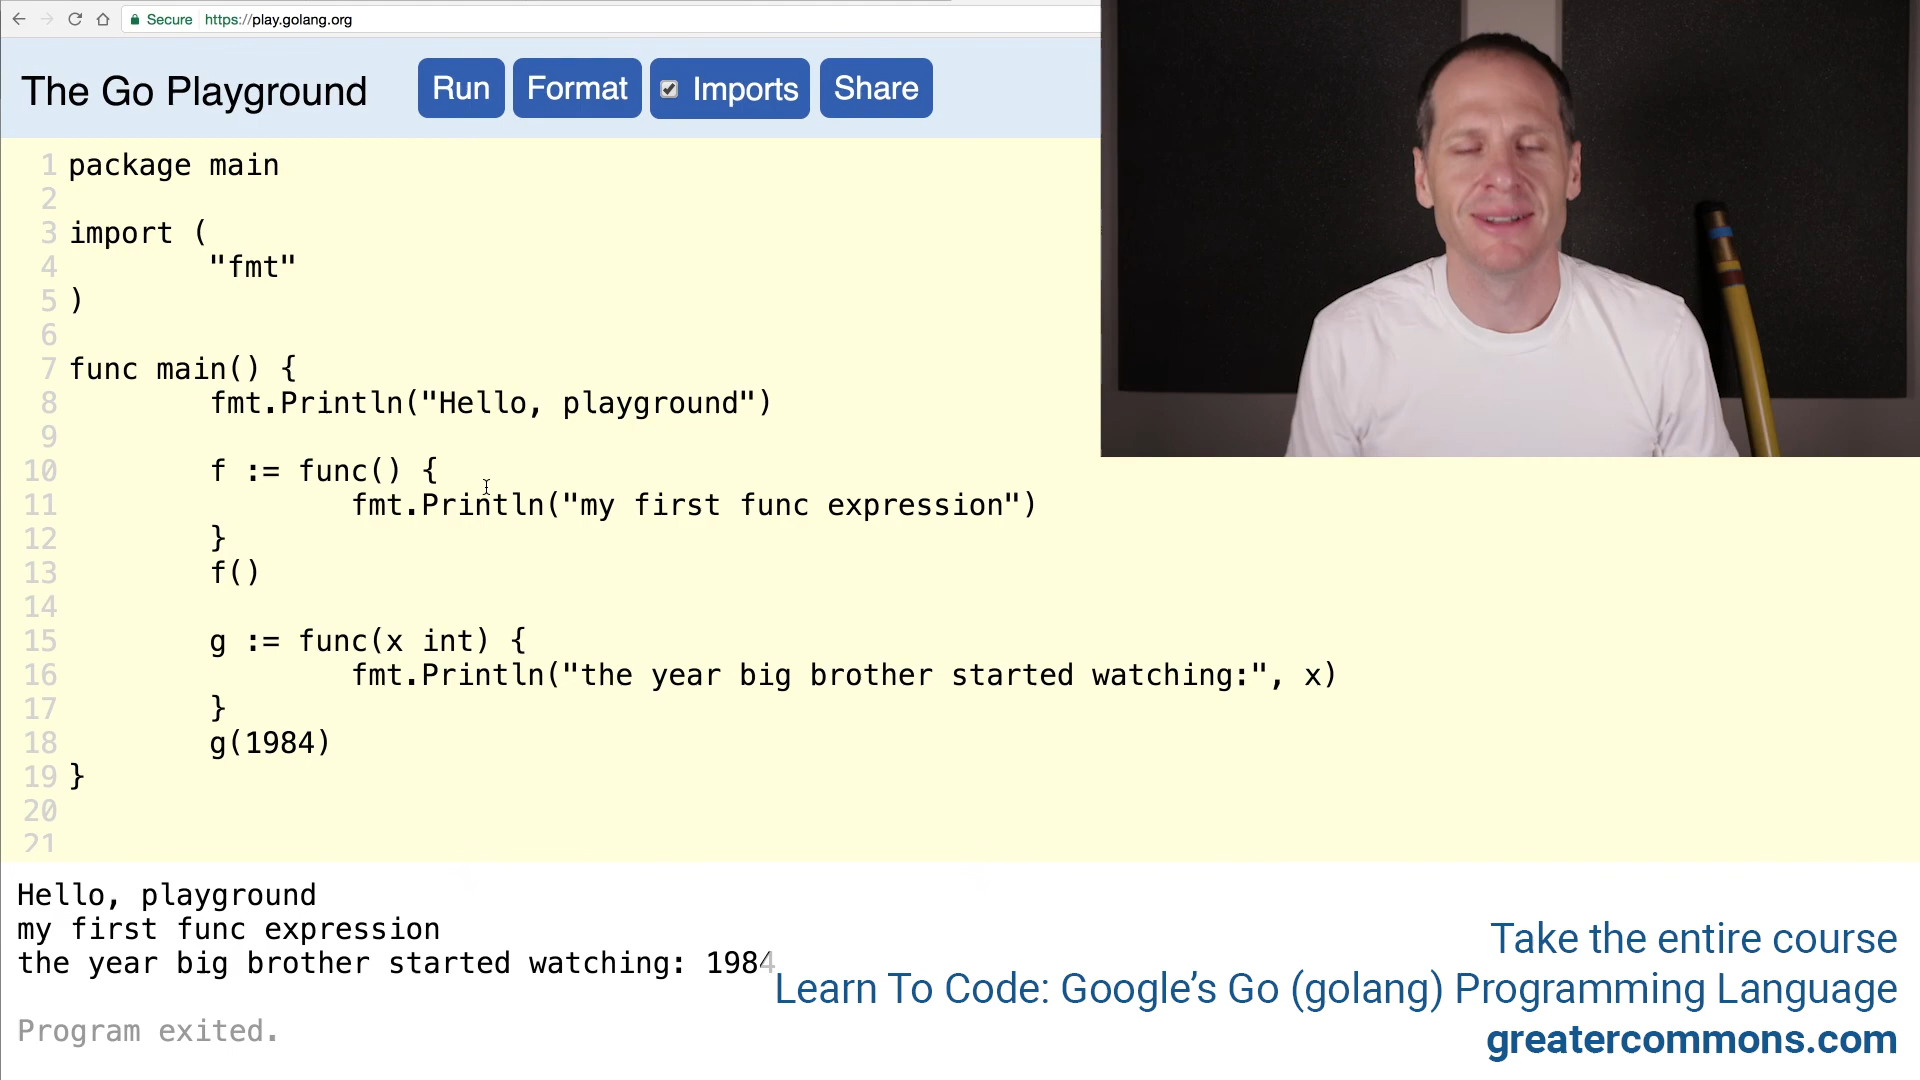 Secure https://play.golang.org
The Go Playground Run Format Imports Share
1 package main
2
3 import (
4 "fmt"
5 )
6
7 func main() {
8 fmt.Println("Hello, playground")
9
10 f := func() {
11 fmt.Println("my first func expression")
12 }
13 f()
14
15 g := func(x int) {
16 fmt.Println("the year big brother started watching:", x)
17 }
18 g(1984)
19 }
20
21
Hello, playground
my first func expression
the year big brother started watching: 1984
Program exited.
Take the entire course
Learn To Code: Google’s Go (golang) Programming Language
greatercommons.com